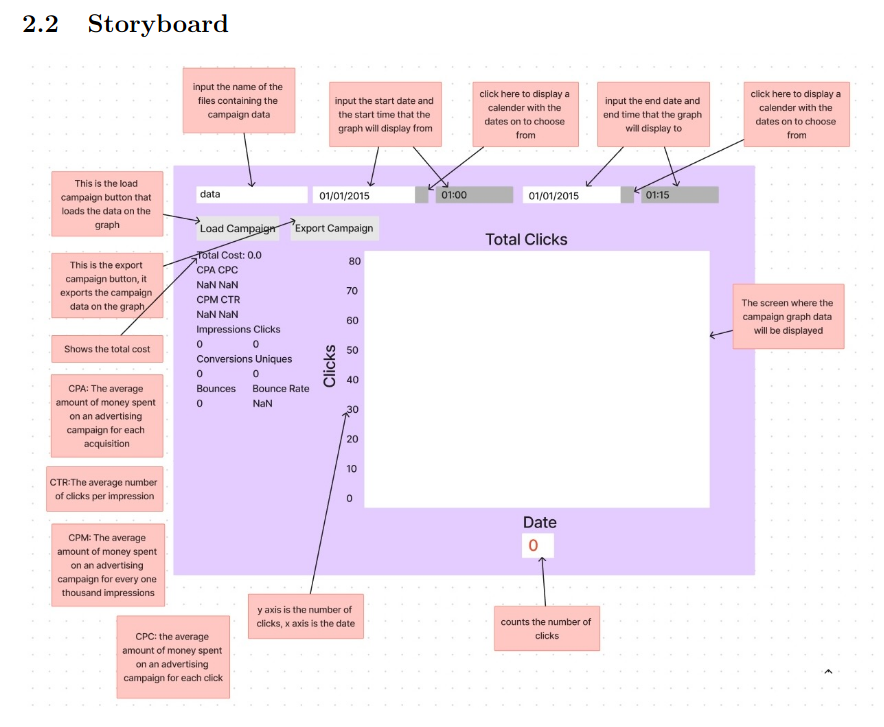 2.2 Storyboard
input the name of the
files containing the
campaign data
input the start date and
the start time that the
graph will display from
click here to display a
calender with the
dates on to choose
from
input the end date and
end time that the graph
will display to
click here to display a
calender with the
dates on to choose
from
This is the load
campaign button that
loads the data on the
graph
data
01/01/2015
01:00
01/01/2015
01:15
Load Campaign
Export Campaign
Total Clicks
This is the export
campaign button, it
exports the campaign
data on the graph
Total Cost: 0.0
CPA CPC
NaN NaN
CPM CTR
NaN NaN
Impressions Clicks
0 0
Conversions Uniques
0 0
Bounces Bounce Rate
0 NaN
Clicks
80
70
60
50
40
30
20
10
0
The screen where the
campaign graph data
will be displayed
Shows the total cost
CPA: The average
amount of money spent
on an advertising
campaign for each
acquisition
CTR:The average number
of clicks per impression
CPM: The average
amount of money spent
on an advertising
campaign for every one
thousand impressions
Date
0
y axis is the number of
clicks, x axis is the date
counts the number of
clicks
CPC: the average
amount of money spent
on an advertising
campaign for each click